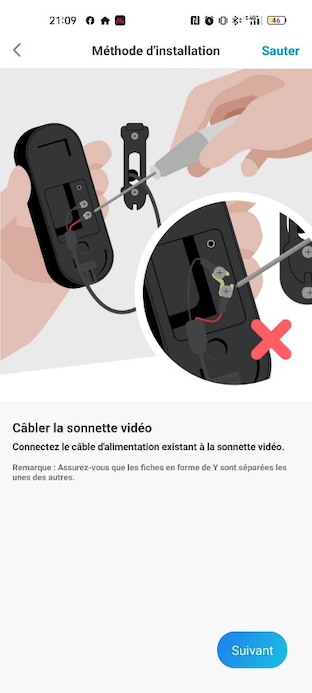 21:09
46
Méthode d'installation
Sauter
Câbler la sonnette vidéo
Connectez le câble d'alimentation existant à la sonnette vidéo.
Remarque : Assurez-vous que les fiches en forme de Y sont séparées les
unes des autres.
Suivant